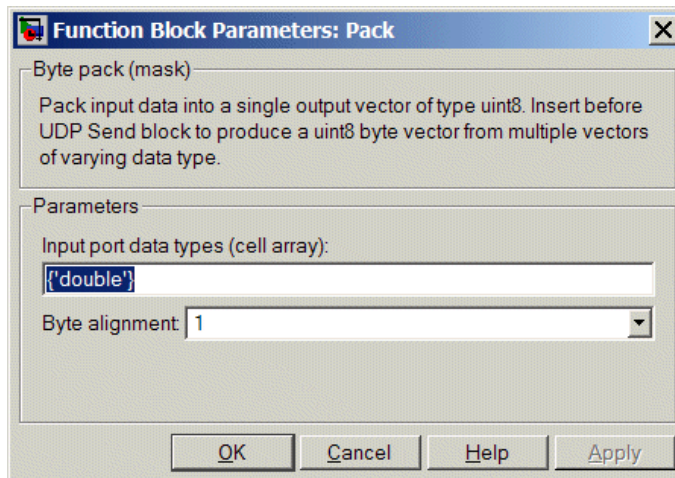 Function Block Parameters: Pack
Byte pack (mask)
Pack input data into a single output vector of type uint8. Insert before
UDP Send block to produce a uint8 byte vector from multiple vectors
of varying data type.
Parameters
Input port data types (cell array):
{'double'}
Byte alignment: 1
OK Cancel Help Apply